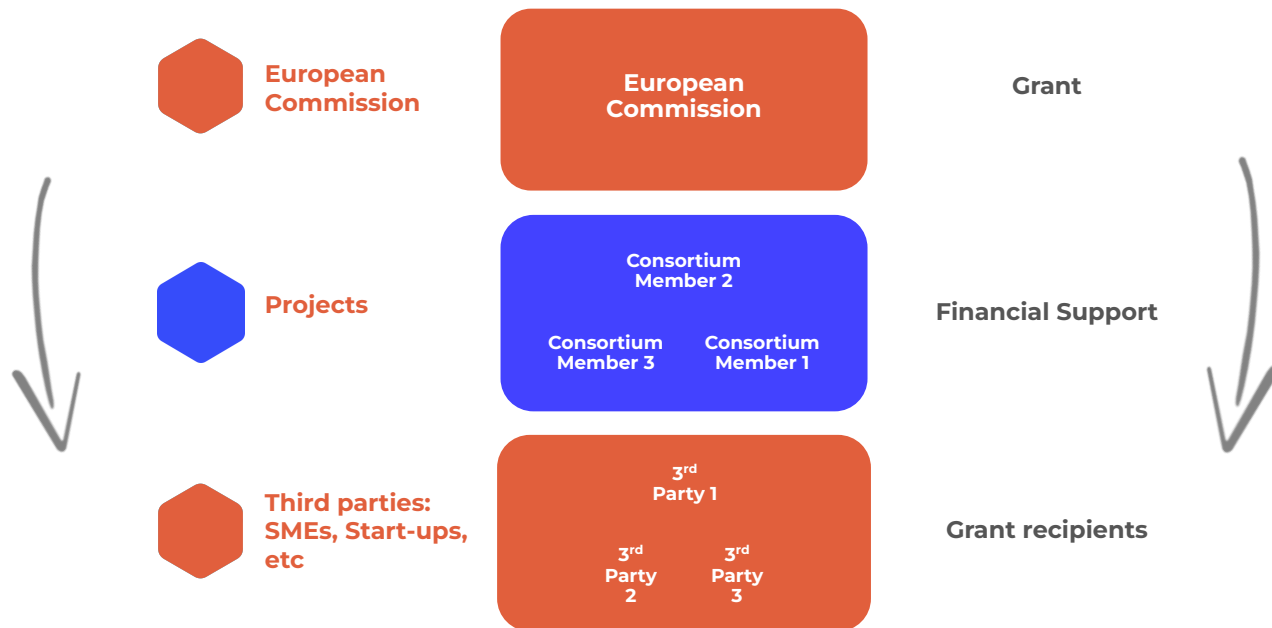 European
Commission
European
Commission
Grant
Projects
Consortium
Member 2
Consortium
Member 3
Consortium
Member 1
Financial Support
Third parties:
SMEs, Start-ups,
etc
3rd
Party 1
3rd
Party
2
3rd
Party
3
Grant recipients